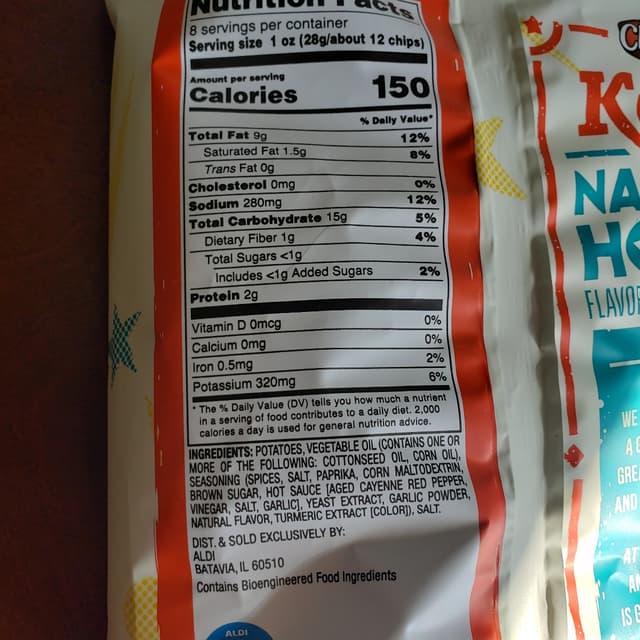 Nutrition Facts
8 servings per container
Serving size 1 oz (28g/about 12 chips)
Amount per serving
Calories 150
% Daily Value*
Total Fat 9g 12%
Saturated Fat 1.5g 8%
Trans Fat 0g
Cholesterol 0mg 0%
Sodium 280mg 12%
Total Carbohydrate 15g 5%
Dietary Fiber 1g 4%
Total Sugars <1g
Includes <1g Added Sugars 2%
Protein 2g
Vitamin D 0mcg 0%
Calcium 0mg 0%
Iron 0.5mg 2%
Potassium 320mg 6%
* The % Daily Value (DV) tells you how much a nutrient
in a serving of food contributes to a daily diet. 2,000
calories a day is used for general nutrition advice.
INGREDIENTS: POTATOES, VEGETABLE OIL (CONTAINS ONE OR
MORE OF THE FOLLOWING: COTTONSEED OIL, CORN OIL),
SEASONING (SPICES, SALT, PAPRIKA, CORN MALTODEXTRIN,
BROWN SUGAR, HOT SAUCE [AGED CAYENNE RED PEPPER,
VINEGAR, SALT, GARLIC], YEAST EXTRACT, GARLIC POWDER,
NATURAL FLAVOR, TURMERIC EXTRACT [COLOR]), SALT.
DIST. & SOLD EXCLUSIVELY BY:
ALDI
BATAVIA, IL 60510
Contains Bioengineered Food Ingredients
ALDI
NA
FLAVOR
WE
AND
AT